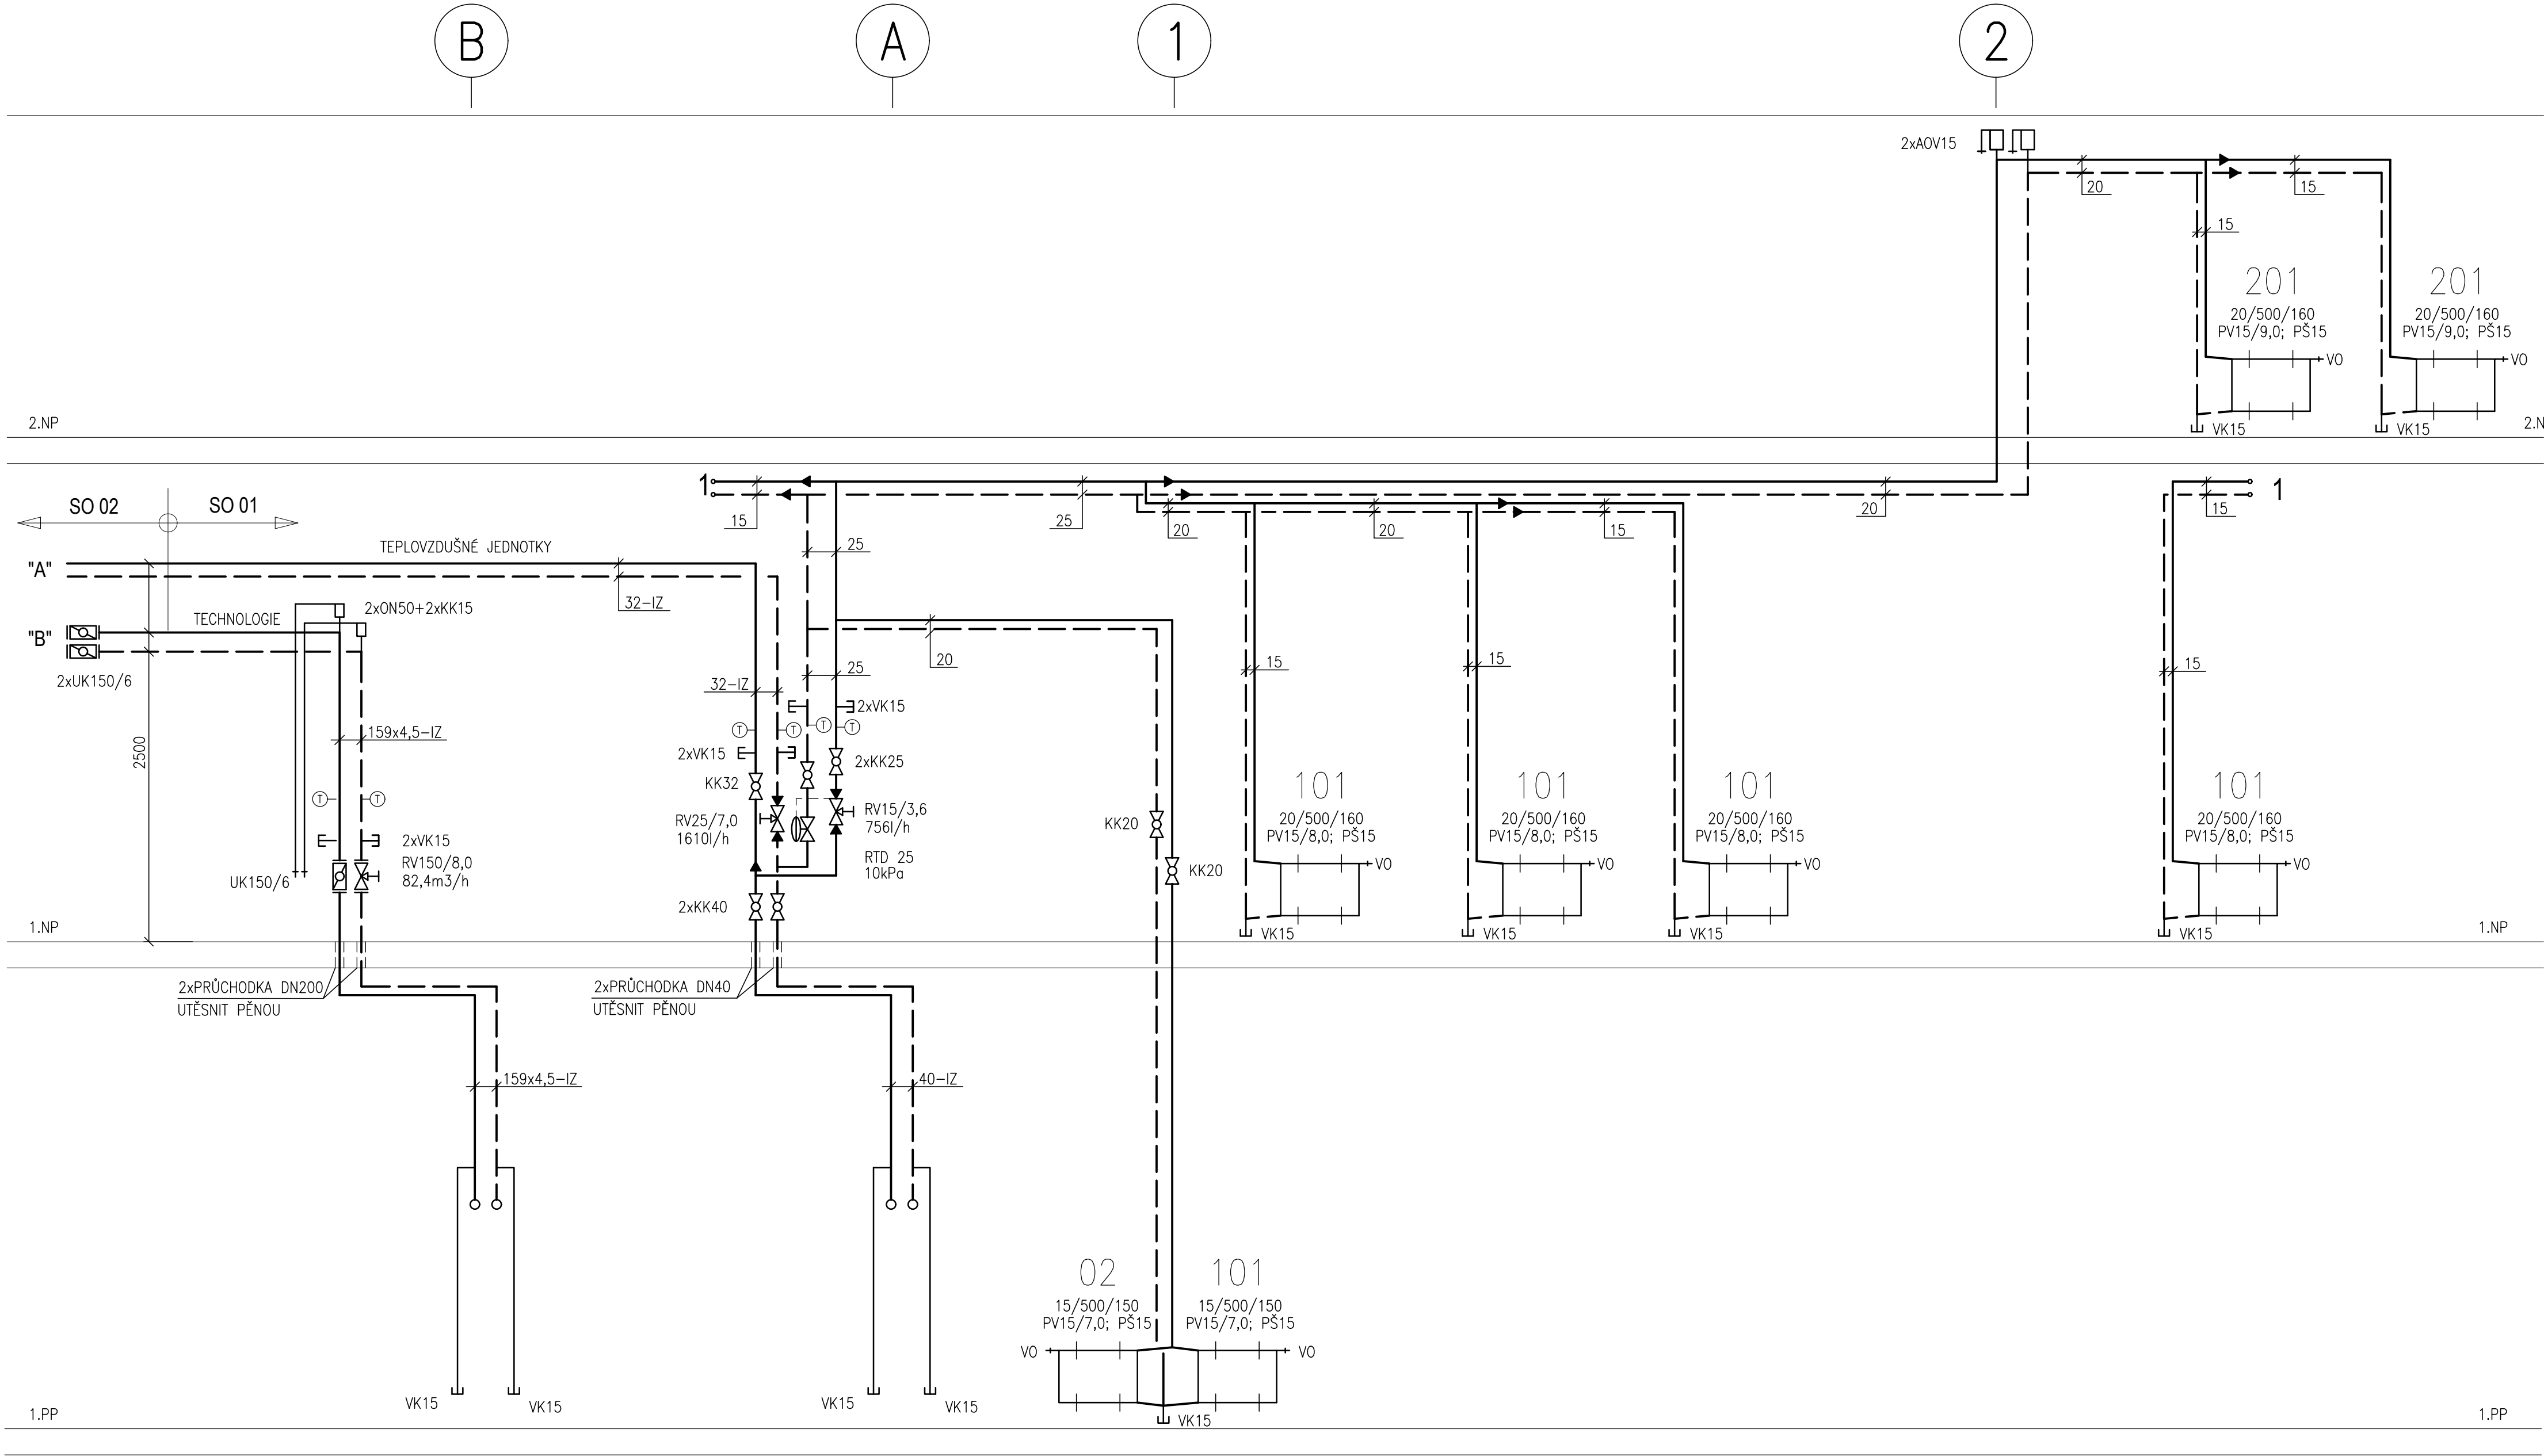 B
A
1
2
2xAOV15
20
15
15
201
20/500/160
PV15/9,0; PŠ15
VO
VK15
201
20/500/160
PV15/9,0; PŠ15
VO
VK15
2.NP
2.N
SO 02
SO 01
1
15
25
20
20
15
20
15
1
"A"
TEPLOVZDUŠNÉ JEDNOTKY
32-IZ
25
"B"
TECHNOLOGIE
2xON50+2xKK15
2xUK150/6
20
25
32-IZ
15
15
15
2xVK15
159x4,5-IZ
2500
2xVK15
2xKK25
KK32
T
T
T
T
T
T
RV25/7,0
1610l/h
RV15/3,6
756l/h
RTD 25
10kPa
KK20
KK20
2xVK15
RV150/8,0
82,4m3/h
UK150/6
2xKK40
101
20/500/160
PV15/8,0; PŠ15
VO
VK15
101
20/500/160
PV15/8,0; PŠ15
VO
VK15
101
20/500/160
PV15/8,0; PŠ15
VO
VK15
101
20/500/160
PV15/8,0; PŠ15
VO
VK15
1.NP
1.NP
2xPRŮCHODKA DN200
UTĚSNIT PĚNOU
2xPRŮCHODKA DN40
UTĚSNIT PĚNOU
159x4,5-IZ
40-IZ
02
15/500/150
PV15/7,0; PŠ15
VO
101
15/500/150
PV15/7,0; PŠ15
VO
VK15
VK15
VK15
VK15
VK15
1.PP
1.PP